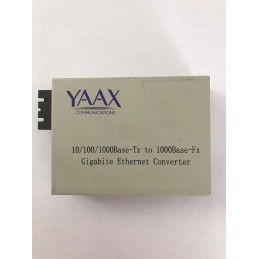 YAAX
COMMUNICATIONS
10/100/1000Base-Tx to 1000Base-Fx
Gigabite Ethernet Converter